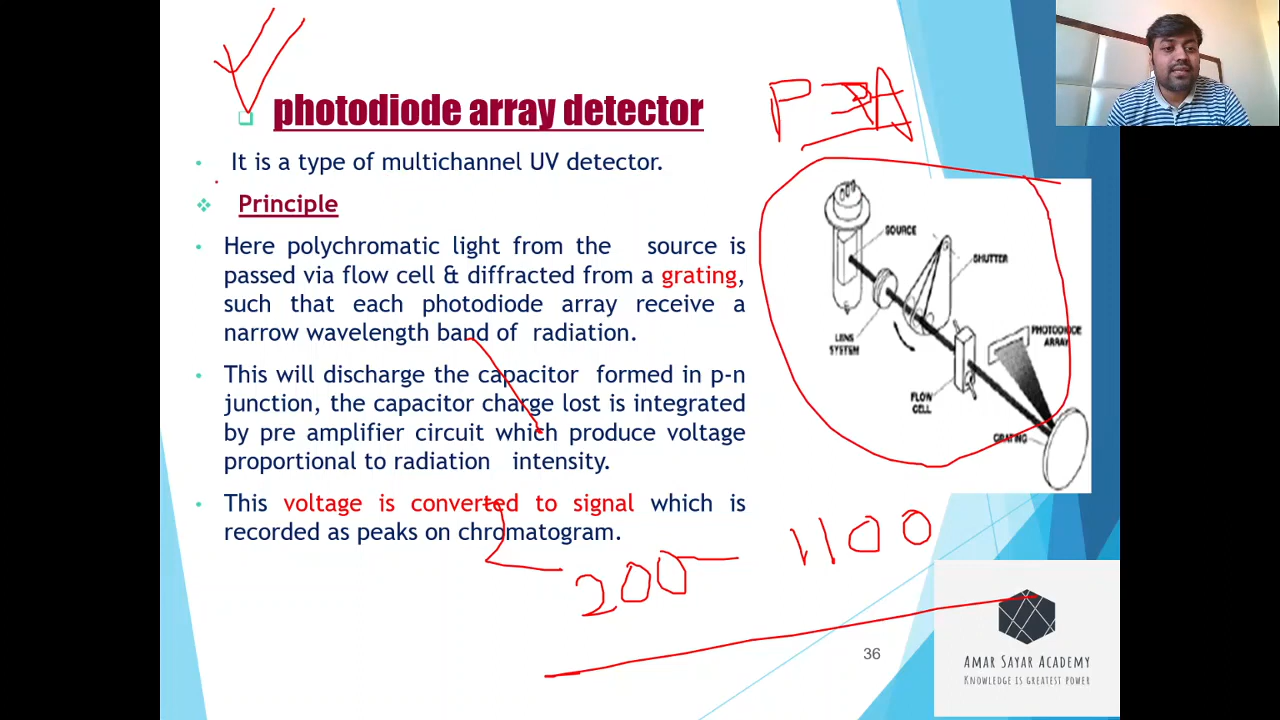 photodiode array detector
PDA
It is a type of multichannel UV detector.
Principle
Here polychromatic light from the source is
passed via flow cell & diffracted from a grating,
such that each photodiode array receive a
narrow wavelength band of radiation.
This will discharge the capacitor formed in p-n
junction, the capacitor charge lost is integrated
by pre amplifier circuit which produce voltage
proportional to radiation intensity.
This voltage is converted to signal which is
recorded as peaks on chromatogram.
SOURCE
SHUTTER
LENS
SYSTEM
PHOTODIODE
ARRAY
FLOW
CELL
GRATING
200 – 1100
36
AMAR SAYAR ACADEMY
KNOWLEDGE IS GREATEST POWER